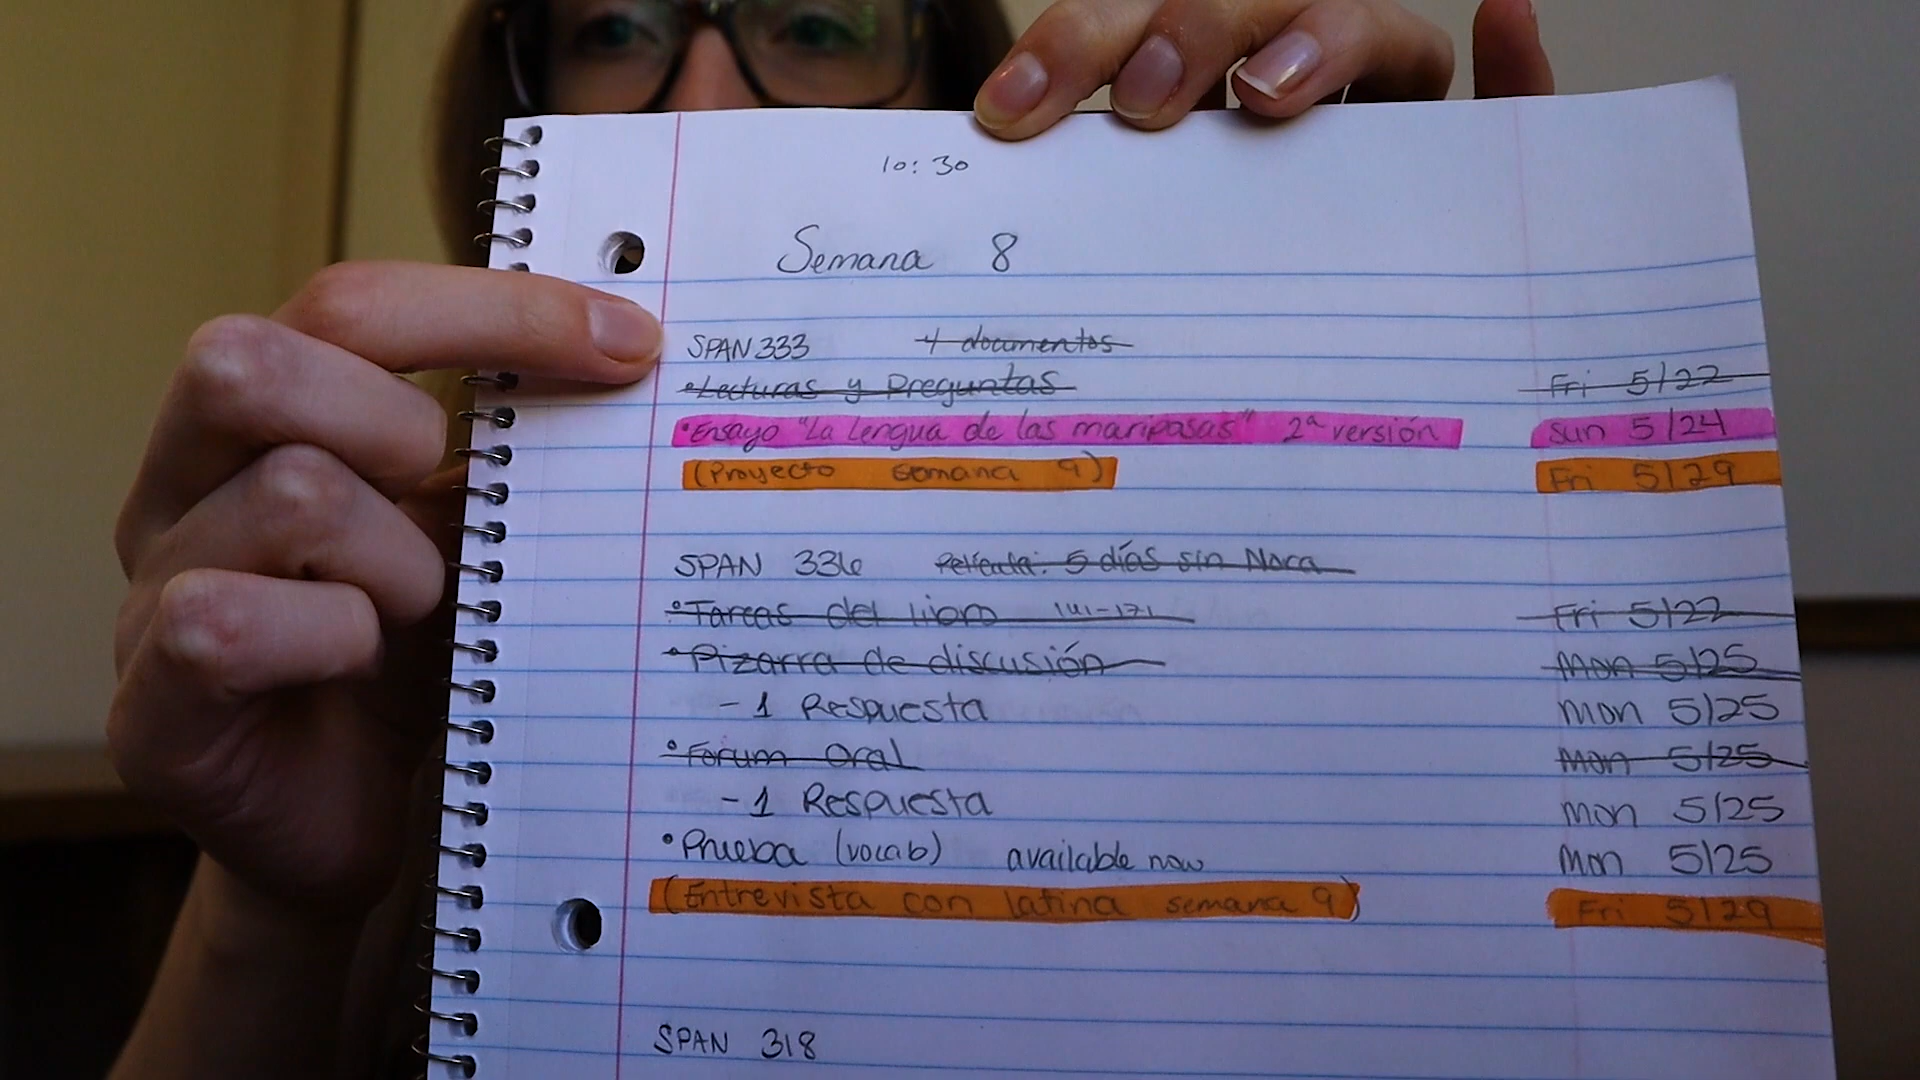 10:30
Semana 8
SPAN 333 4 documentos
•Lecturas y Preguntas Fri 5/22
•Ensayo "La lengua de las mariposas" 2ª versión Sun 5/24
(Proyecto semana 9) Fri 5/29
SPAN 336 Película: 5 días sin Nora
•Tareas del libro 141-171 Fri 5/22
•Pizarra de discusión Mon 5/25
- 1 Respuesta Mon 5/25
•Forum Oral Mon 5/25
- 1 Respuesta Mon 5/25
•Prueba (vocab) available now Mon 5/25
(Entrevista con latina semana 9) Fri 5/29
SPAN 318